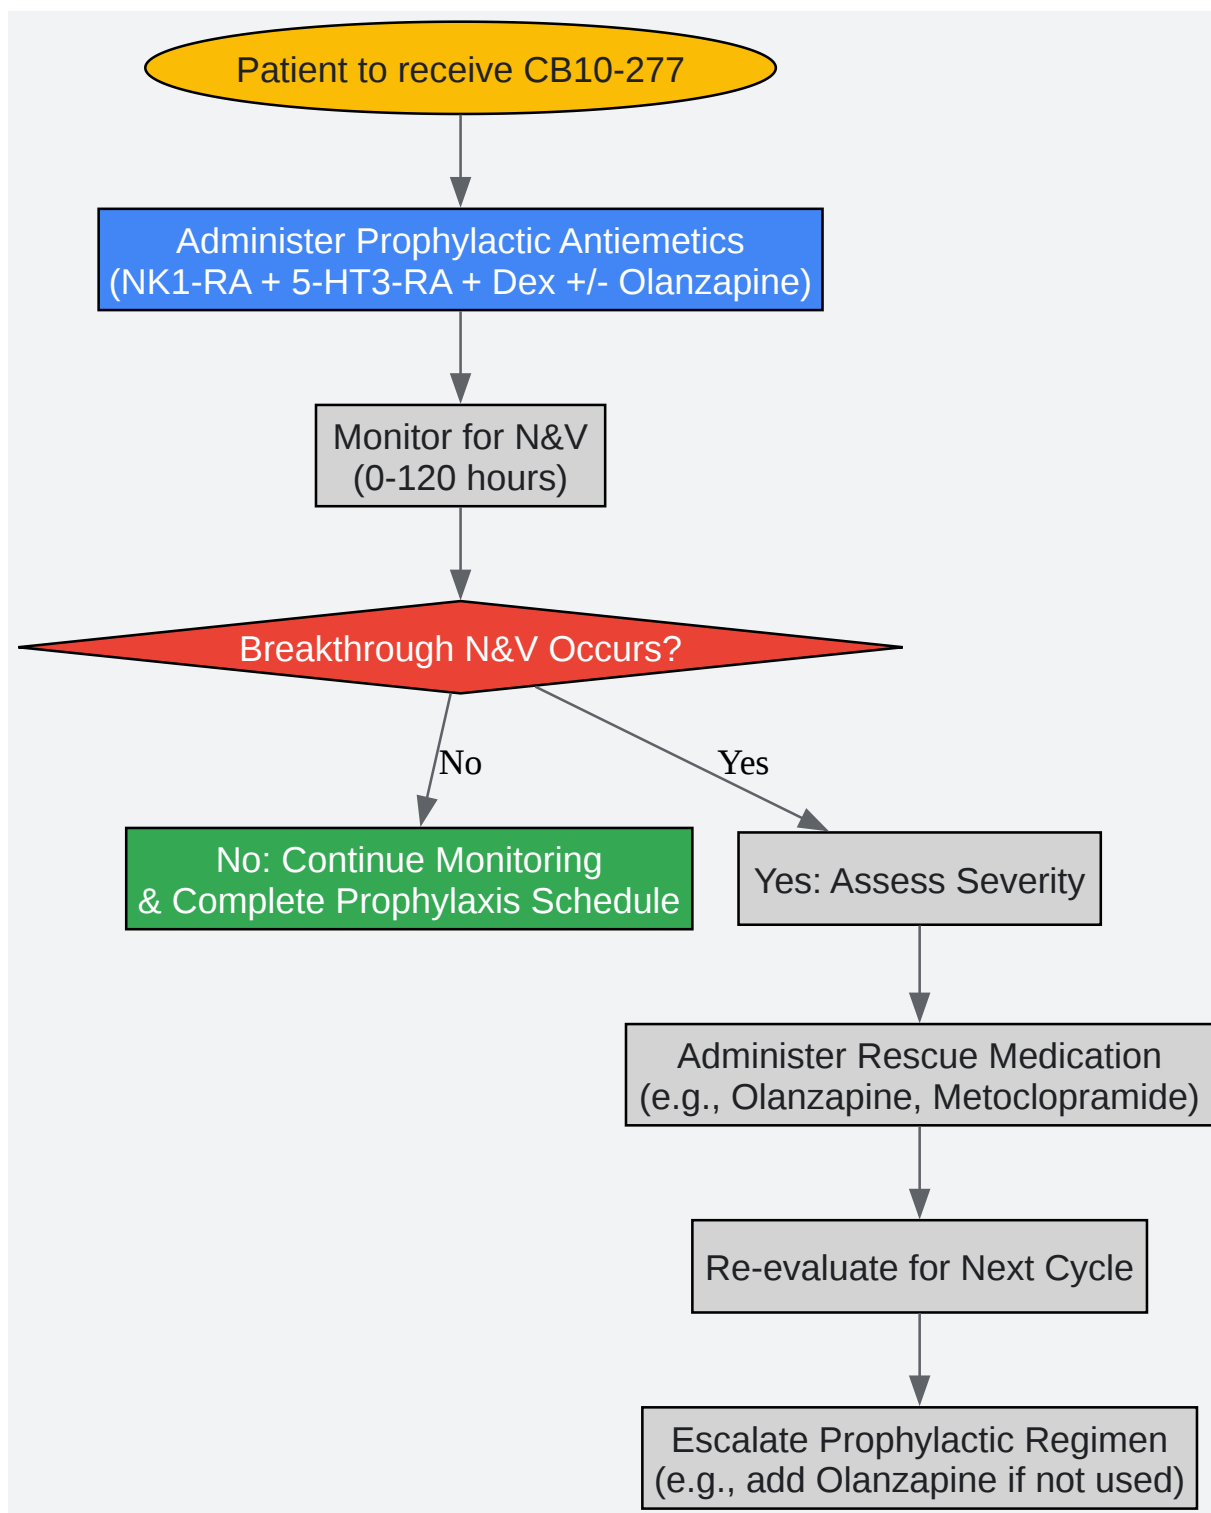 Patient to receive CB10-277
Administer Prophylactic Antiemetics
(NK1-RA + 5-HT3-RA + Dex +/- Olanzapine)
Monitor for N&V
(0-120 hours)
Breakthrough N&V Occurs?
No
Yes
No: Continue Monitoring
& Complete Prophylaxis Schedule
Yes: Assess Severity
Administer Rescue Medication
(e.g., Olanzapine, Metoclopramide)
Re-evaluate for Next Cycle
Escalate Prophylactic Regimen
(e.g., add Olanzapine if not used)